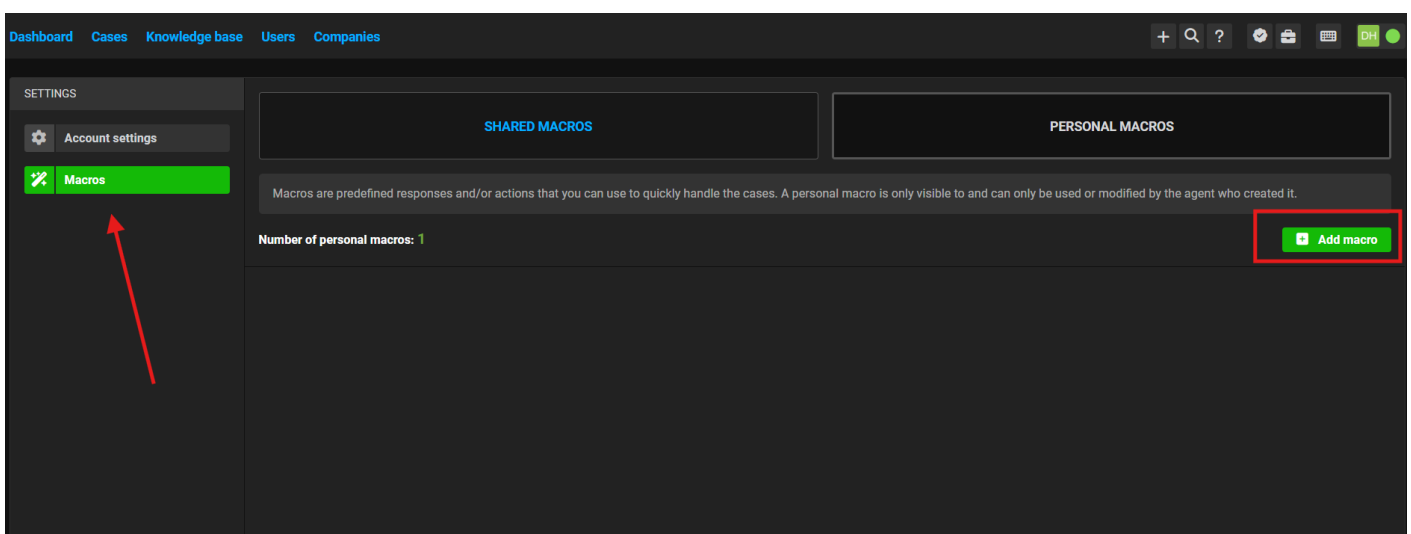 Dashboard Cases Knowledge base Users Companies
DH
SETTINGS
Account settings
Macros
SHARED MACROS
PERSONAL MACROS
Macros are predefined responses and/or actions that you can use to quickly handle the cases. A personal macro is only visible to and can only be used or modified by the agent who created it.
Number of personal macros: 1
Add macro